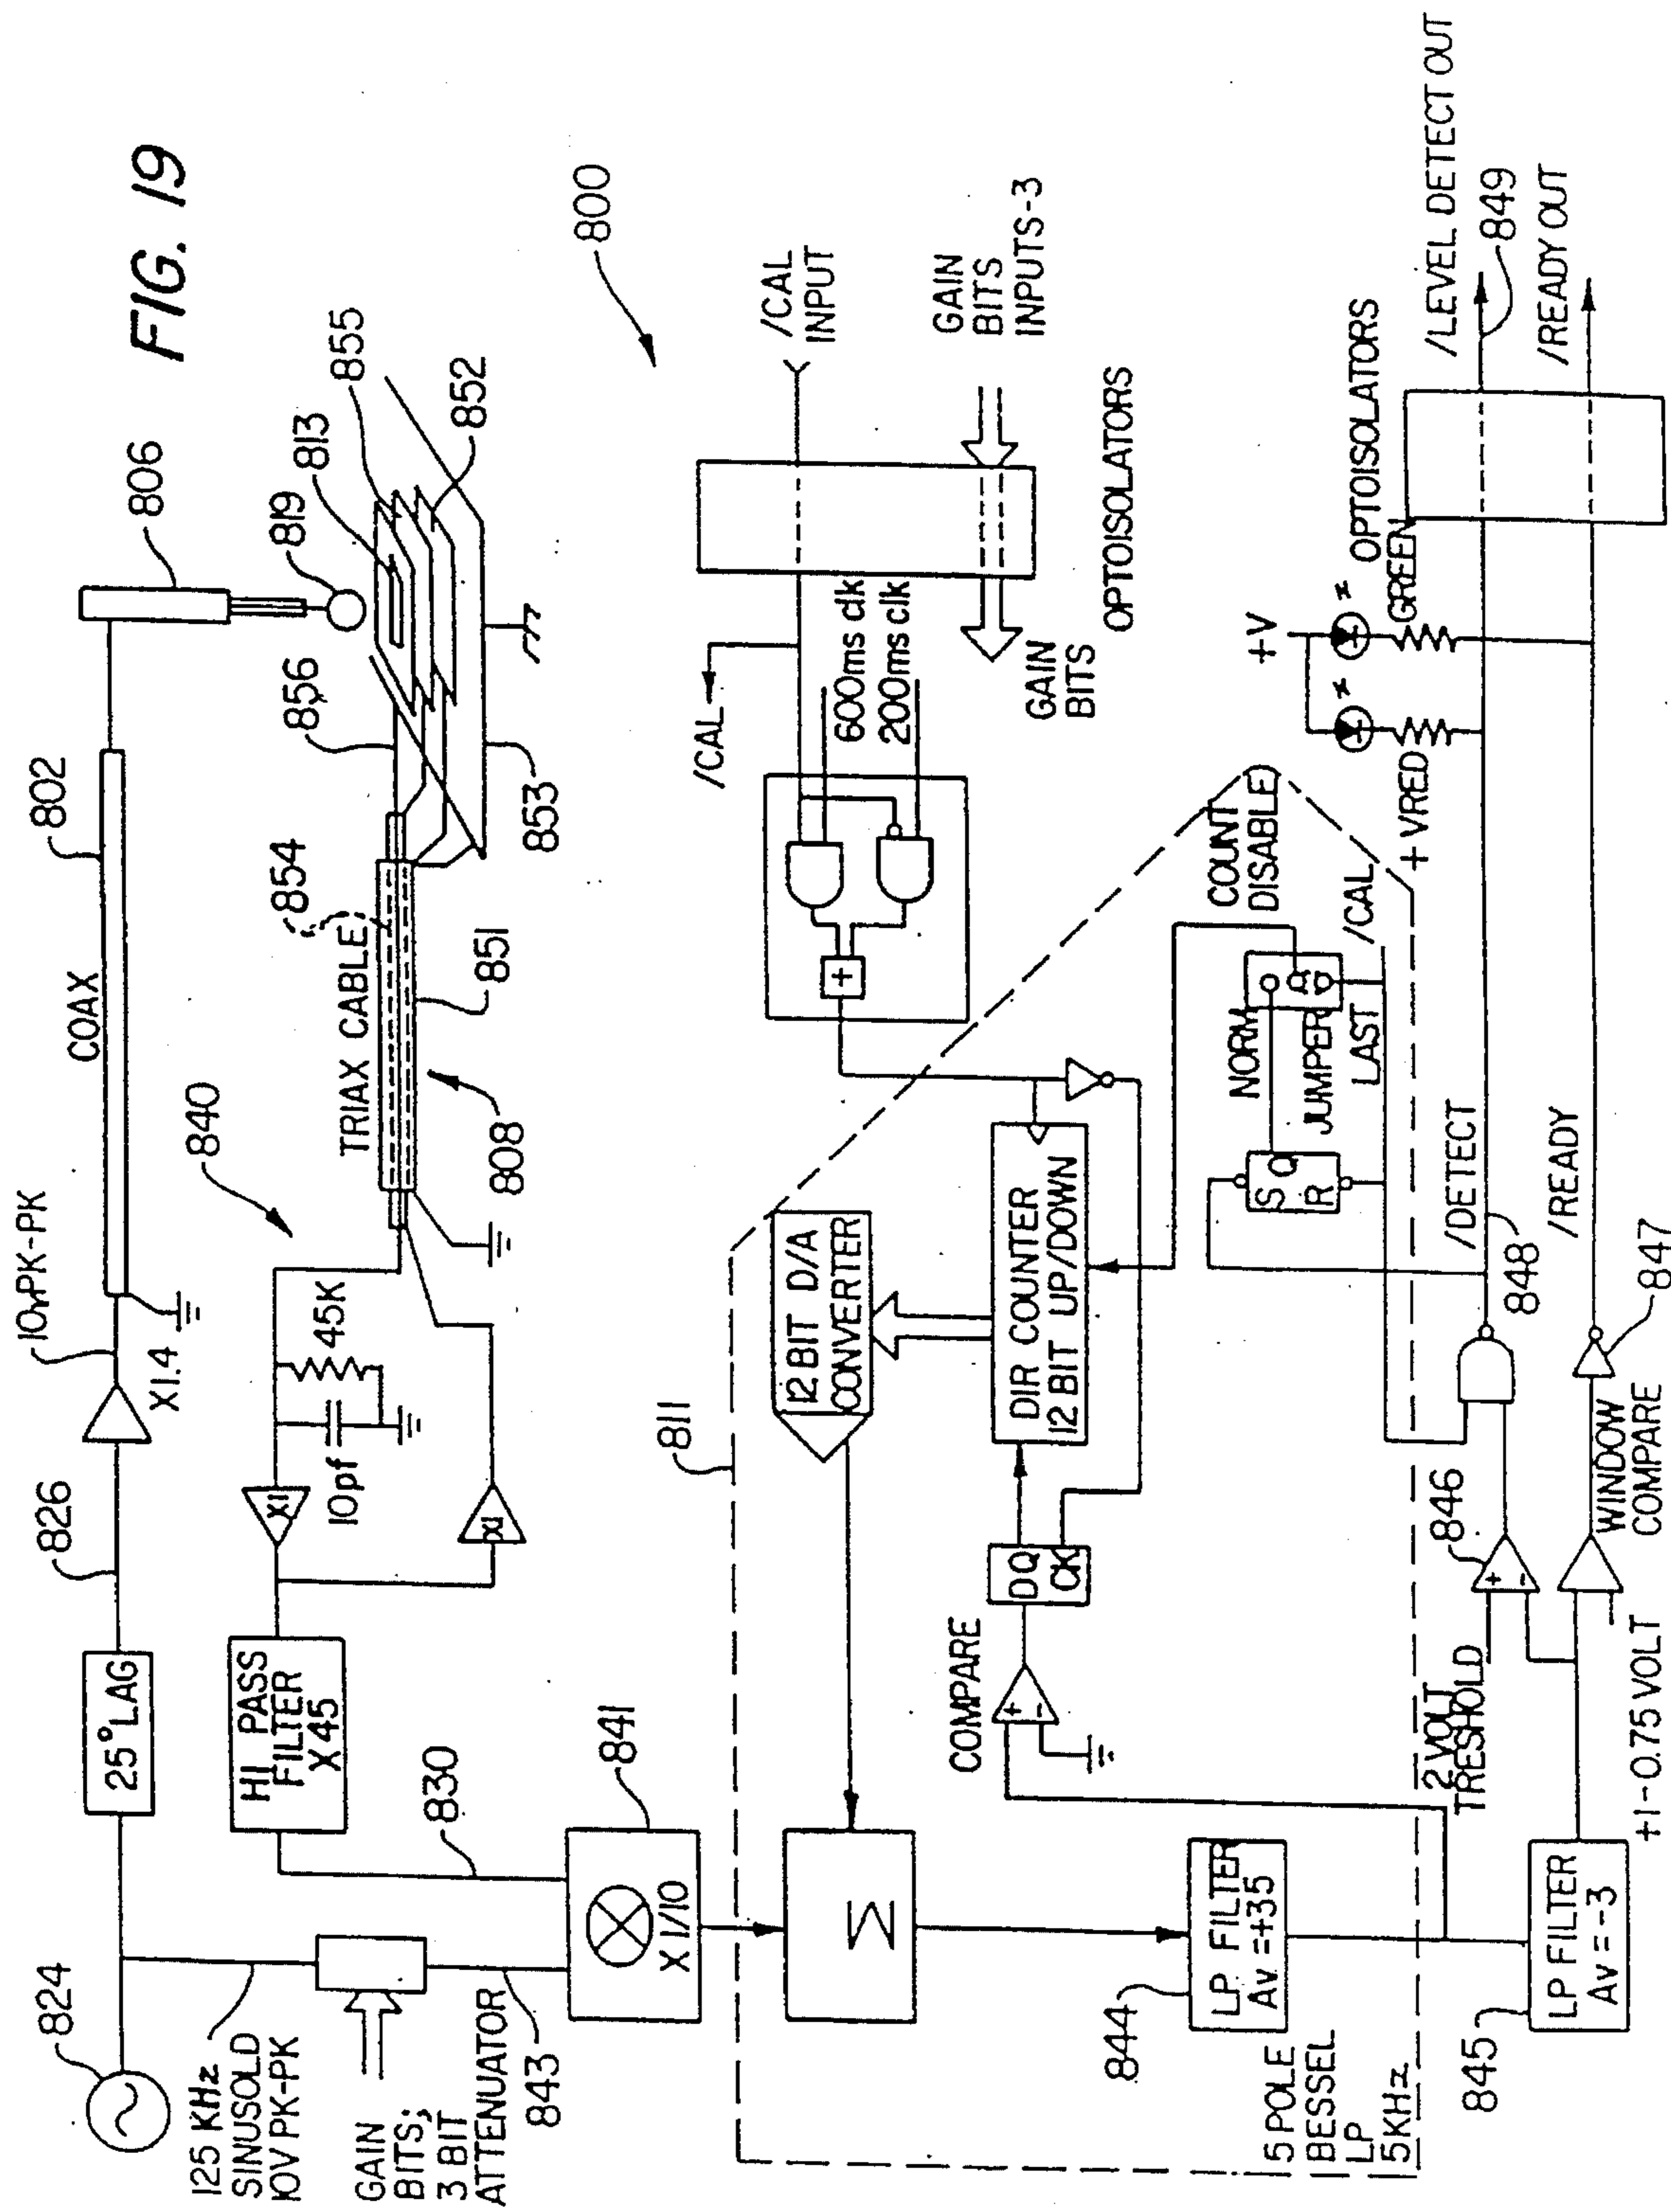 FIG. 19
824
125 KHz
SINUSOLD
10V PK-PK
25° LAG
826
X1.4
10vPK-PK
COAX
802
806
819
813
855
852
856
853
854
TRIAX CABLE
851
808
840
45K
10pf
X1
X1
HI PASS
FILTER
X45
830
GAIN
BITS;
3 BIT
ATTENUATOR
843
841
X 1/10
800
/CAL
INPUT
GAIN
BITS
INPUTS-3
OPTOISOLATORS
/CAL
600ms clk
200ms clk
GAIN
BITS
+
811
12 BIT D/A
CONVERTER
DIR COUNTER
12 BIT UP/DOWN
COMPARE
+
-
DQ
CK
Σ
844
LP FILTER
Av =+35
5 POLE
BESSEL
LP
5KHz
COUNT
DISABLE
NORM
JUMPER
LAST
/CAL
S
Q
R
845
LP FILTER
Av =-3
2 VOLT
TRESHOLD
846
+
-
+1-0.75 VOLT
WINDOW
COMPARE
847
848
/DETECT
/READY
+ VRED
+V
GREEN
OPTOISOLATORS
/LEVEL DETECT OUT
849
/READY OUT